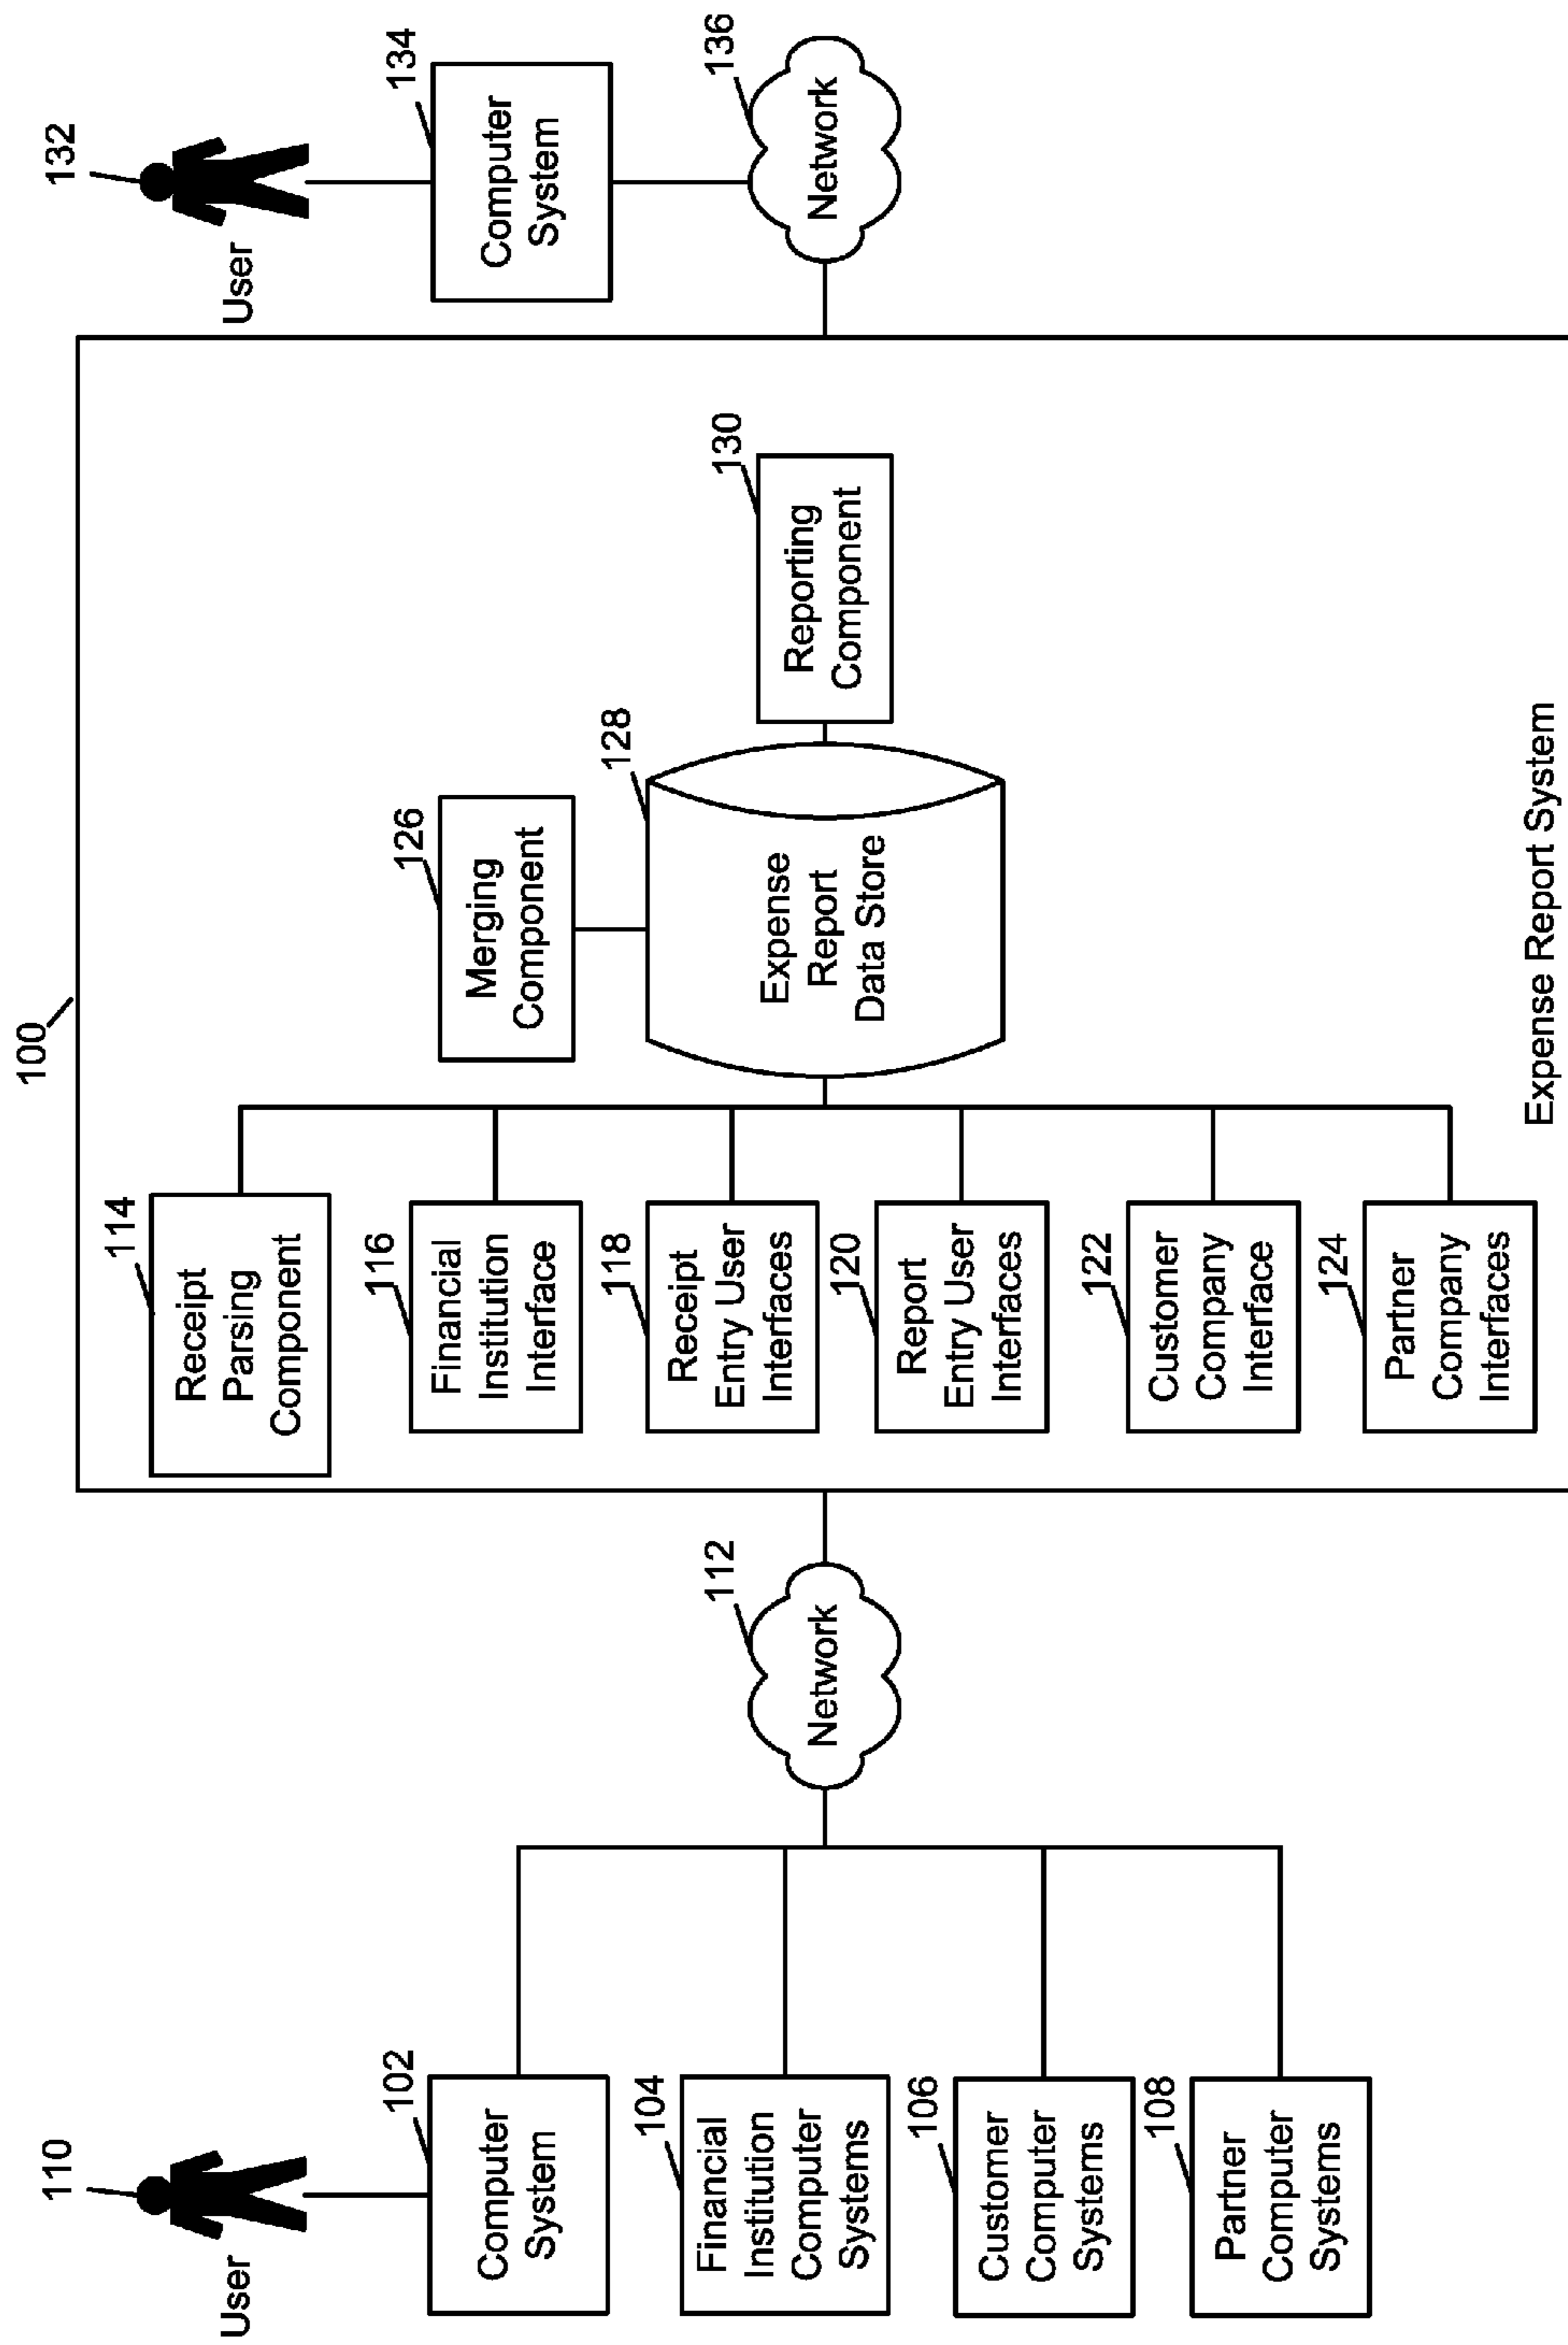 110
User
102
Computer
System
104
Financial
Institution
Computer
Systems
106
Customer
Computer
Systems
108
Partner
Computer
Systems
112
Network
100
114
Receipt
Parsing
Component
116
Financial
Institution
Interface
118
Receipt
Entry User
Interfaces
120
Report
Entry User
Interfaces
122
Customer
Company
Interface
124
Partner
Company
Interfaces
126
Merging
Component
128
Expense
Report
Data Store
130
Reporting
Component
Expense Report System
132
User
134
Computer
System
136
Network